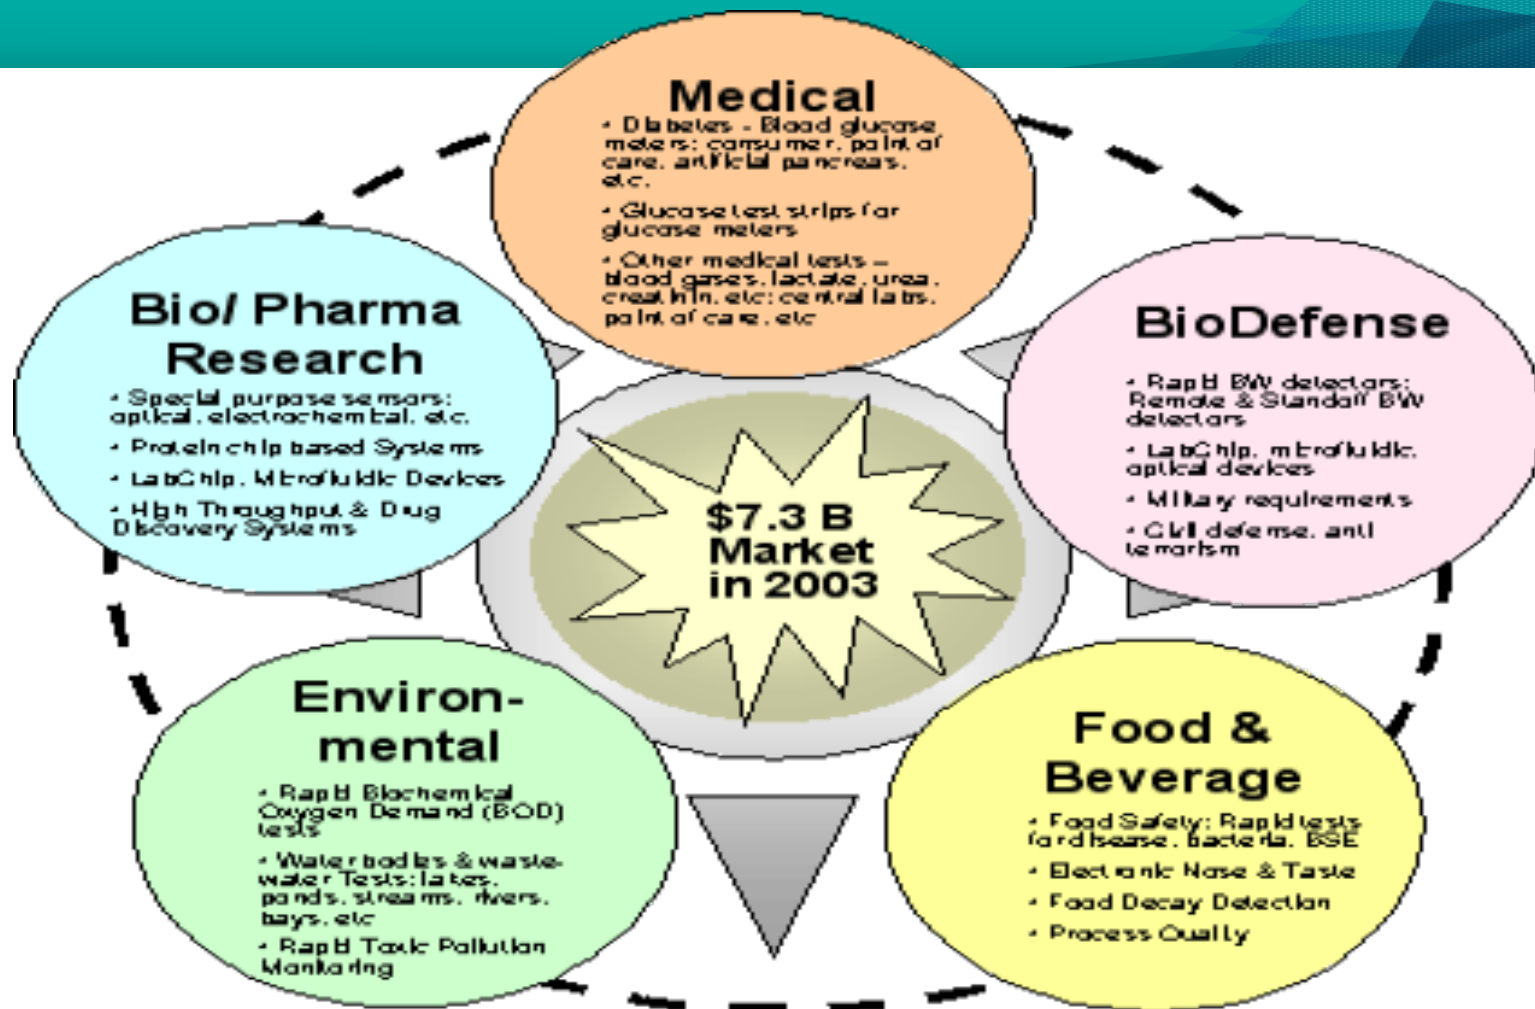 Medical
• Diabetes - Blood glucose
meters: consumer, point of
care, artificial pancreas,
etc.
• Glucose test strips for
glucose meters
• Other medical tests –
blood gases, lactate, urea,
creatinin, etc: central labs,
point of care, etc
Bio/ Pharma
Research
• Special purpose sensors:
optical, electrochemical, etc.
• Protein chip based Systems
• LabChip, Microfluidic Devices
• High Throughput & Drug
Discovery Systems
BioDefense
• Rapid BW detectors;
Remote & Standoff BW
detectors
• LabChip, microfluidic,
optical devices
• Military requirements
• Civil defense, anti
terrorism
$7.3 B
Market
in 2003
Environ-
mental
• Rapid Biochemical
Oxygen Demand (BOD)
tests
• Water bodies & waste-
water Tests: lakes,
ponds, streams, rivers,
bays, etc
• Rapid Toxic Pollution
Monitoring
Food &
Beverage
• Food Safety: Rapid tests
for disease, bacteria, BSE
• Electronic Nose & Taste
• Food Decay Detection
• Process Quality